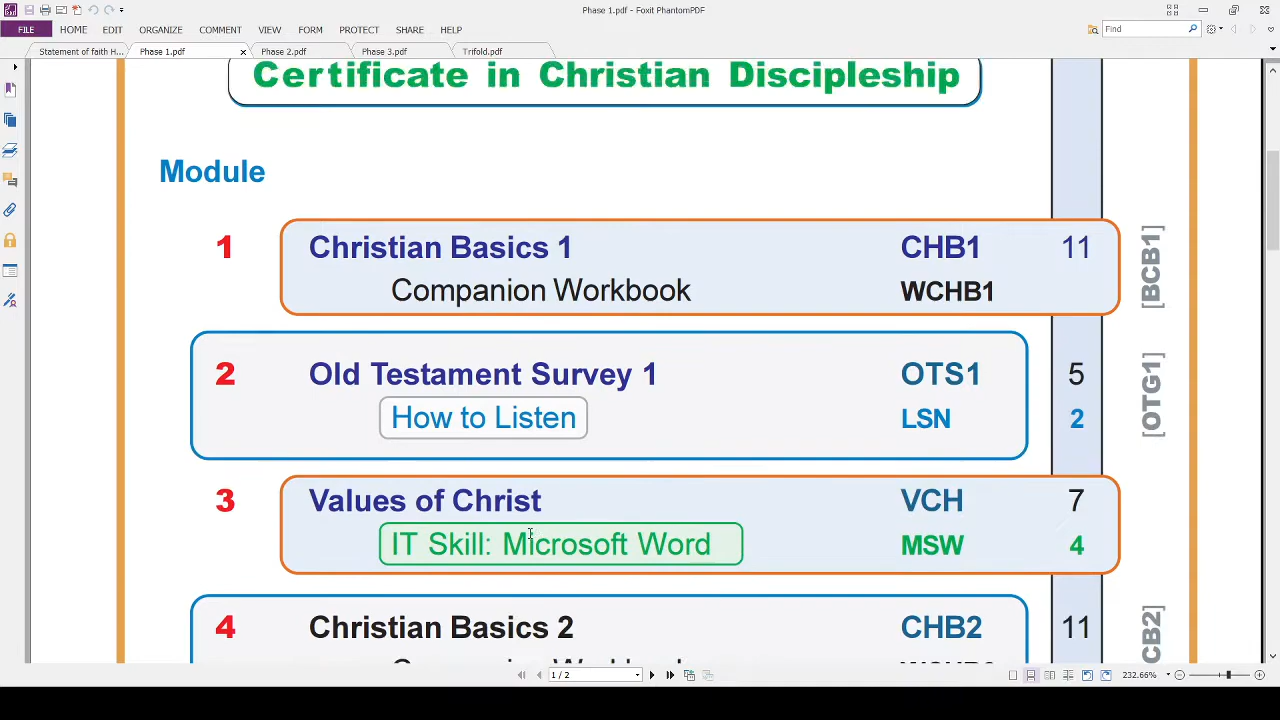 Phase 1.pdf - Foxit PhantomPDF
FILE HOME EDIT ORGANIZE COMMENT VIEW FORM PROTECT SHARE HELP
Find
Statement of faith H... Phase 1.pdf Phase 2.pdf Phase 3.pdf Trifold.pdf
Certificate in Christian Discipleship
Module
1 Christian Basics 1 CHB1 11
Companion Workbook WCHB1
[BCB1]
2 Old Testament Survey 1 OTS1 5
How to Listen LSN 2
[OTG1]
3 Values of Christ VCH 7
IT Skill: Microsoft Word MSW 4
4 Christian Basics 2 CHB2 11
CB2]
1 / 2
232.66%